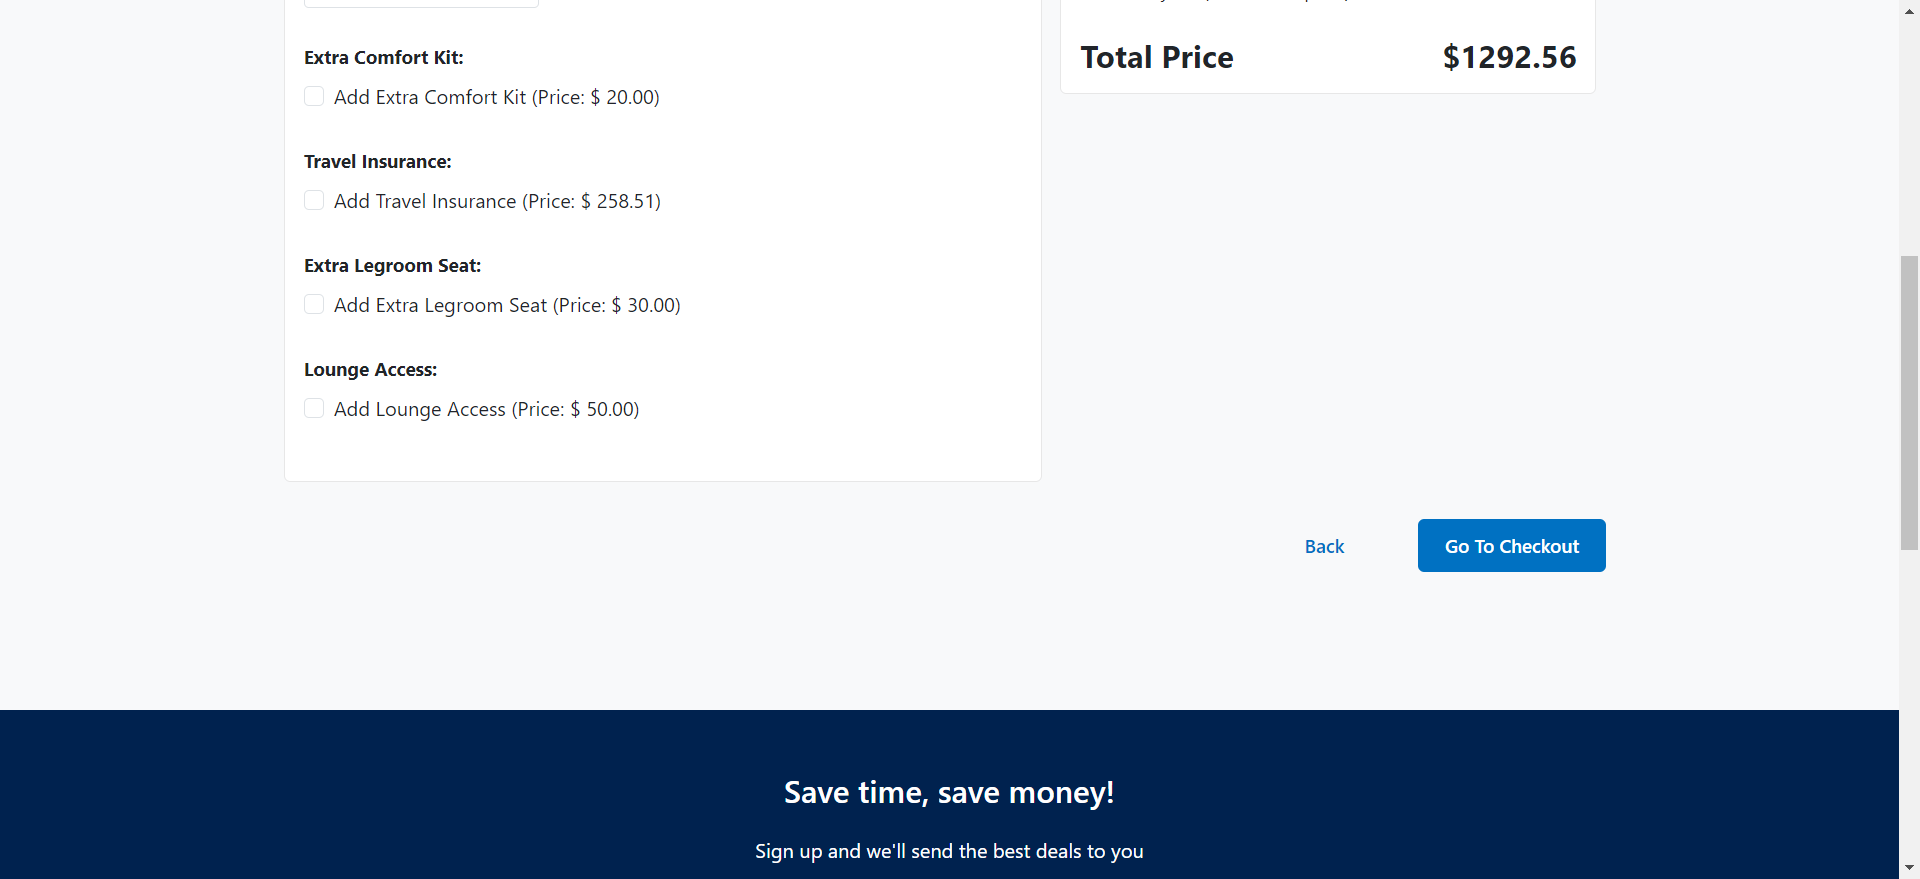 Extra Comfort Kit:
Add Extra Comfort Kit (Price: $ 20.00)
Travel Insurance:
Add Travel Insurance (Price: $ 258.51)
Extra Legroom Seat:
Add Extra Legroom Seat (Price: $ 30.00)
Lounge Access:
Add Lounge Access (Price: $ 50.00)
Total Price $1292.56
Back
Go To Checkout
Save time, save money!
Sign up and we'll send the best deals to you